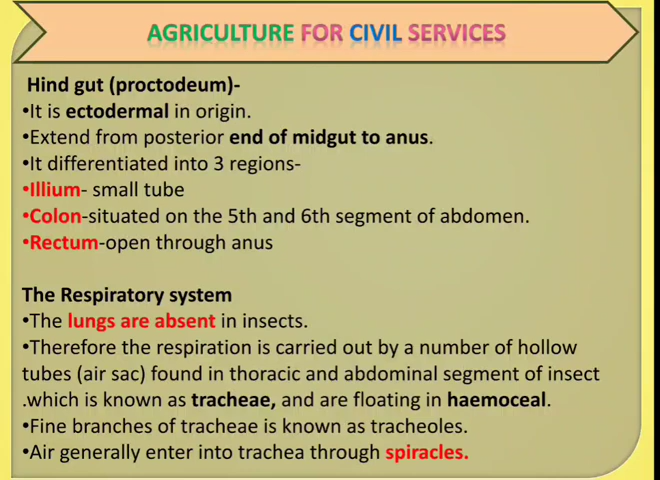 AGRICULTURE FOR CIVIL SERVICES
Hind gut (proctodeum)-
•It is ectodermal in origin.
•Extend from posterior end of midgut to anus.
•It differentiated into 3 regions-
•Illium- small tube
•Colon-situated on the 5th and 6th segment of abdomen.
•Rectum-open through anus
The Respiratory system
•The lungs are absent in insects.
•Therefore the respiration is carried out by a number of hollow
tubes (air sac) found in thoracic and abdominal segment of insect
.which is known as tracheae, and are floating in haemoceal.
•Fine branches of tracheae is known as tracheoles.
•Air generally enter into trachea through spiracles.